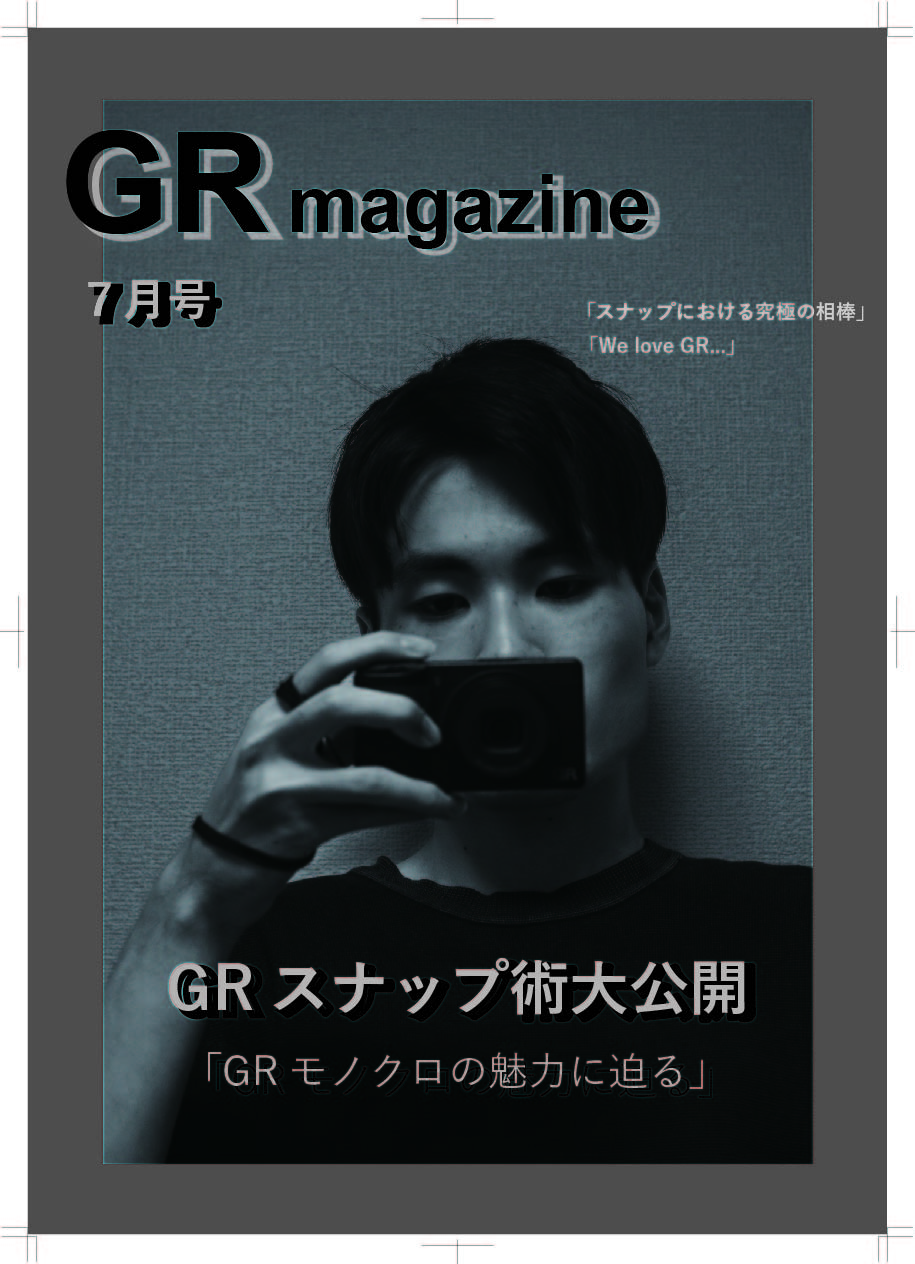 GR magazine
7月号
「スナップにおける究極の相棒」
「We love GR...」
GR スナップ術大公開
「GR モノクロの魅力に迫る」